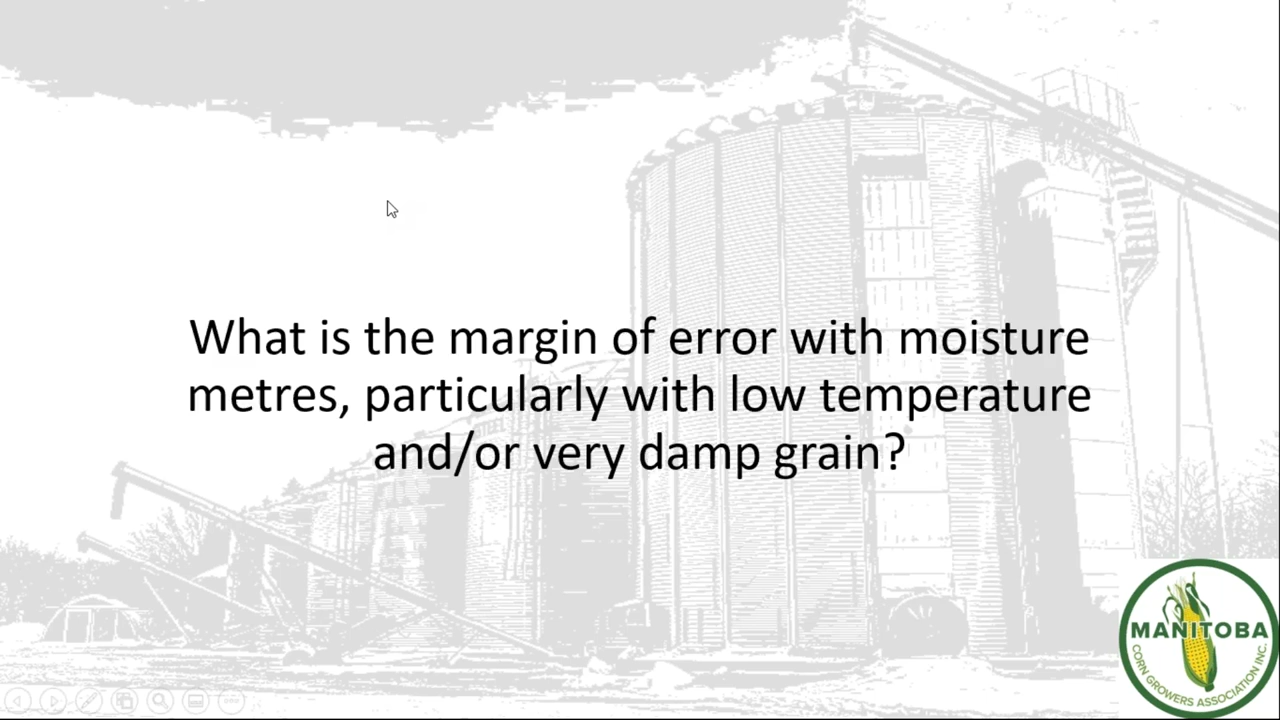 What is the margin of error with moisture
metres, particularly with low temperature
and/or very damp grain?
MANITOBA
CORN GROWERS ASSOCIATION INC.